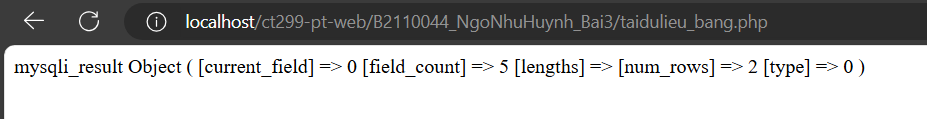 localhost/ct299-pt-web/B2110044_NgoNhuHuynh_Bai3/taidulieu_bang.php
mysqli_result Object ( [current_field] => 0 [field_count] => 5 [lengths] => [num_rows] => 2 [type] => 0 )